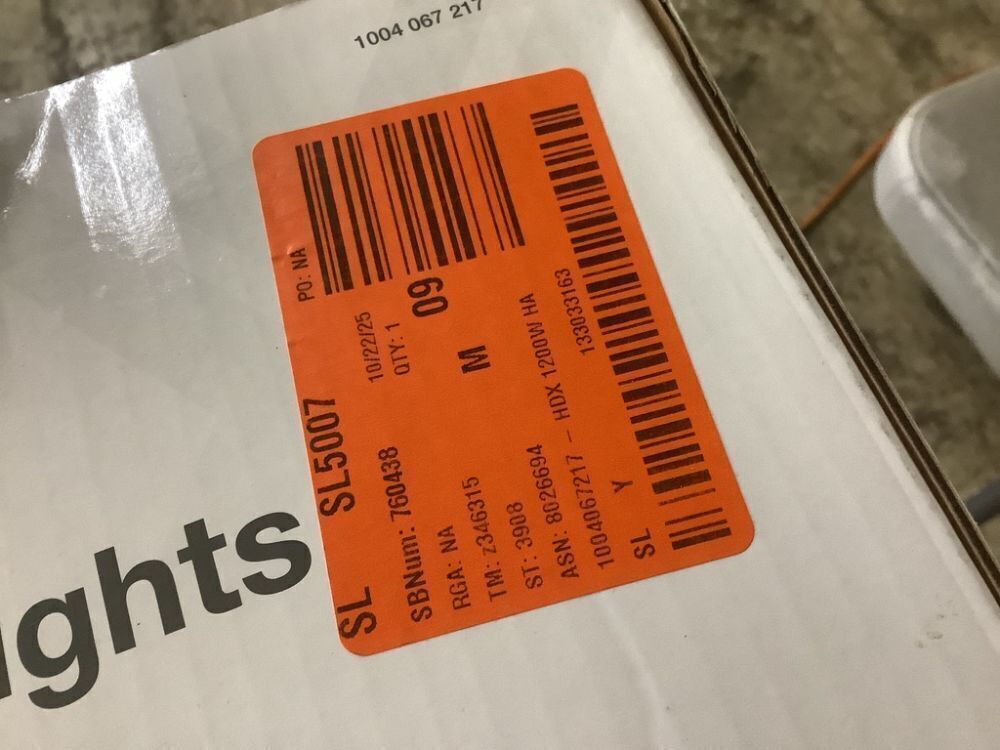 1004 067 217
SL SL5007 PO: NA
SBNum: 760438 10/22/25
RGA: NA QTY: 1 09
TM: z346315 M
ST: 3908
ASN: 8026694
1004067217 – HDX 1200W HA
SL Y 133033163
ghts